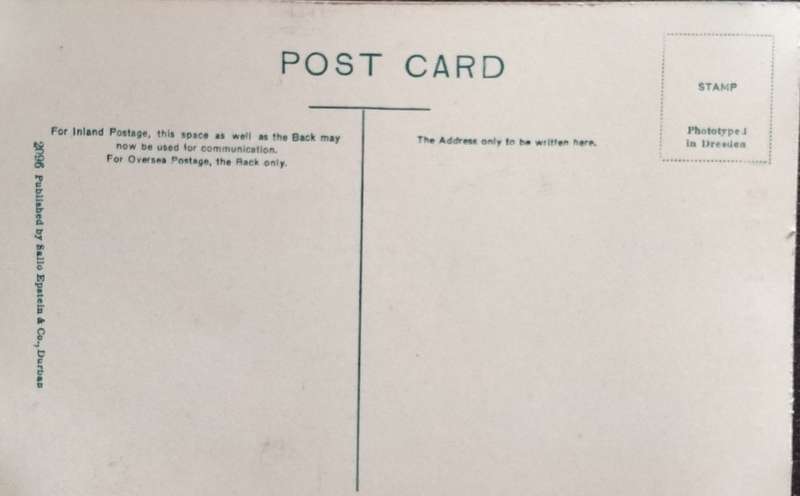 POST CARD
STAMP
Phototyped
in Dresden
For Inland Postage, this space as well as the Back may
now be used for communication.
For Oversea Postage, the Back only.
The Address only to be written here.
2096 Published by Sallo Epstein & Co., Durban